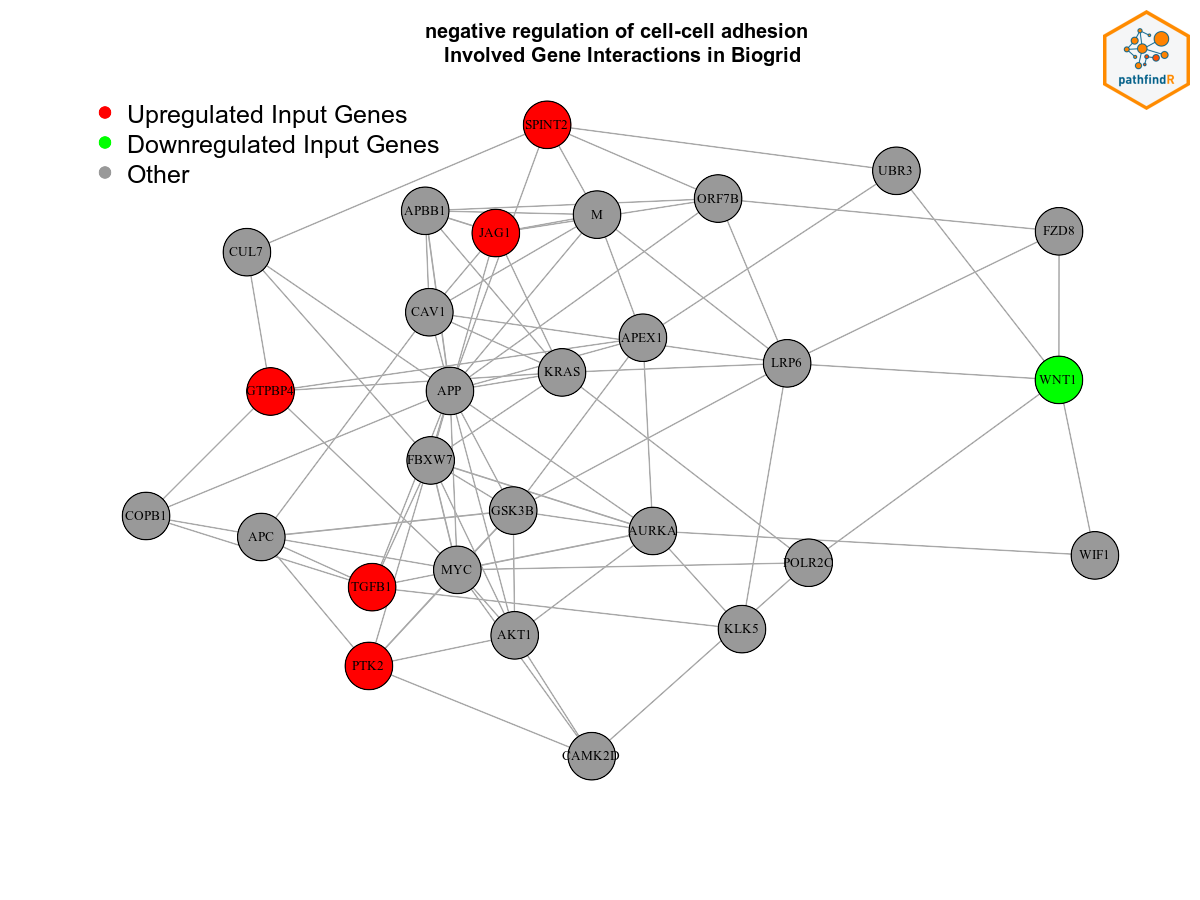 negative regulation of cell-cell adhesion
Involved Gene Interactions in Biogrid
pathfindR
Upregulated Input Genes
Downregulated Input Genes
Other
SPINT2
UBR3
APBB1
JAG1
M
ORF7B
FZD8
CUL7
CAV1
APEX1
KRAS
LRP6
WNT1
GTPBP4
APP
FBXW7
GSK3B
COPB1
APC
AURKA
POLR2C
WIF1
TGFB1
MYC
AKT1
KLK5
PTK2
CAMK2D